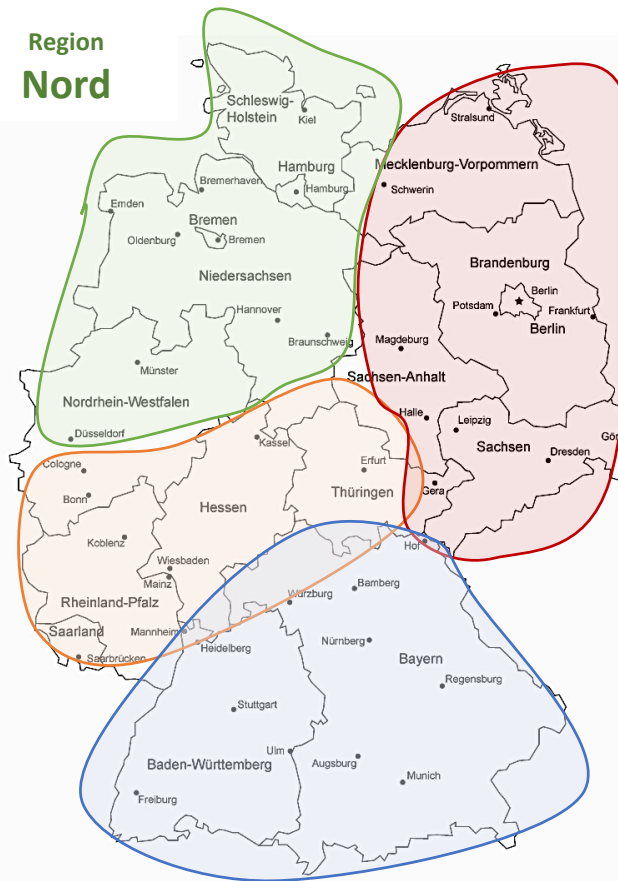 Region
Nord
Schleswig-
Holstein
Kiel
Stralsund
Hamburg
Mecklenburg-Vorpommern
Bremerhaven
Hamburg
Schwerin
Emden
Bremen
Oldenburg
Bremen
Niedersachsen
Brandenburg
Berlin
Hannover
Potsdam
Frankfurt
Berlin
Braunschweig
Magdeburg
Münster
Sachsen-Anhalt
Nordrhein-Westfalen
Halle
Leipzig
Düsseldorf
Kassel
Sachsen
Gör
Cologne
Erfurt
Dresden
Bonn
Hessen
Thüringen
Gera
Koblenz
Hof
Wiesbaden
Mainz
Bamberg
Rheinland-Pfalz
Würzburg
Saarland
Mannheim
Heidelberg
Nürnberg
Saarbrücken
Bayern
Regensburg
Stuttgart
Ulm
Augsburg
Baden-Württemberg
Munich
Freiburg